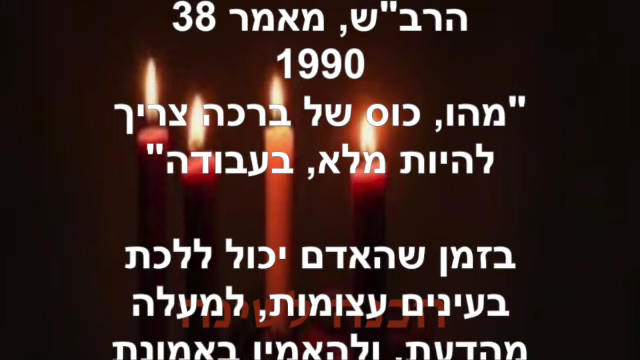 הרב"ש, מאמר 38
1990
"מהו, כוס של ברכה צריך
להיות מלא, בעבודה"
בזמן שהאדם יכול ללכת
בעינים עצומות, למעלה
מהדעת, ולהאמין באמונת